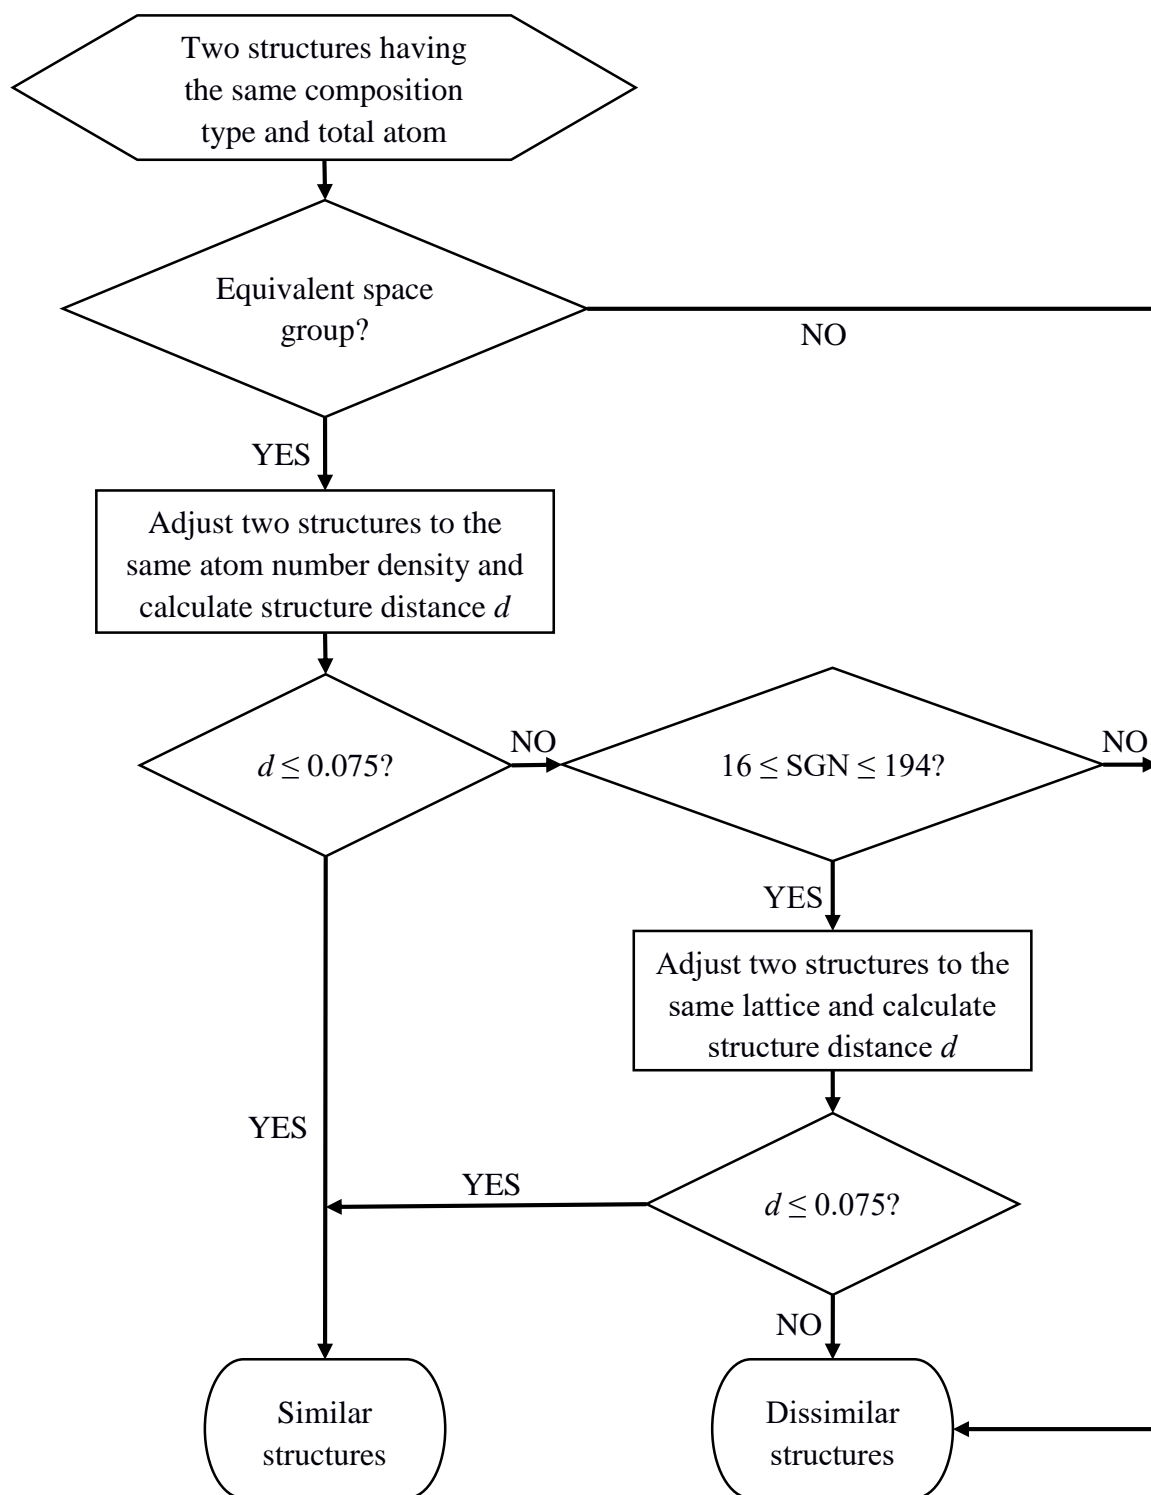 Two structures having
the same composition
type and total atom
Equivalent space
group?
NO
YES
Adjust two structures to the
same atom number density and
calculate structure distance d
d ≤ 0.075?
NO
16 ≤ SGN ≤ 194?
NO
YES
Adjust two structures to the
same lattice and calculate
structure distance d
YES
YES
d ≤ 0.075?
NO
Similar
structures
Dissimilar
structures